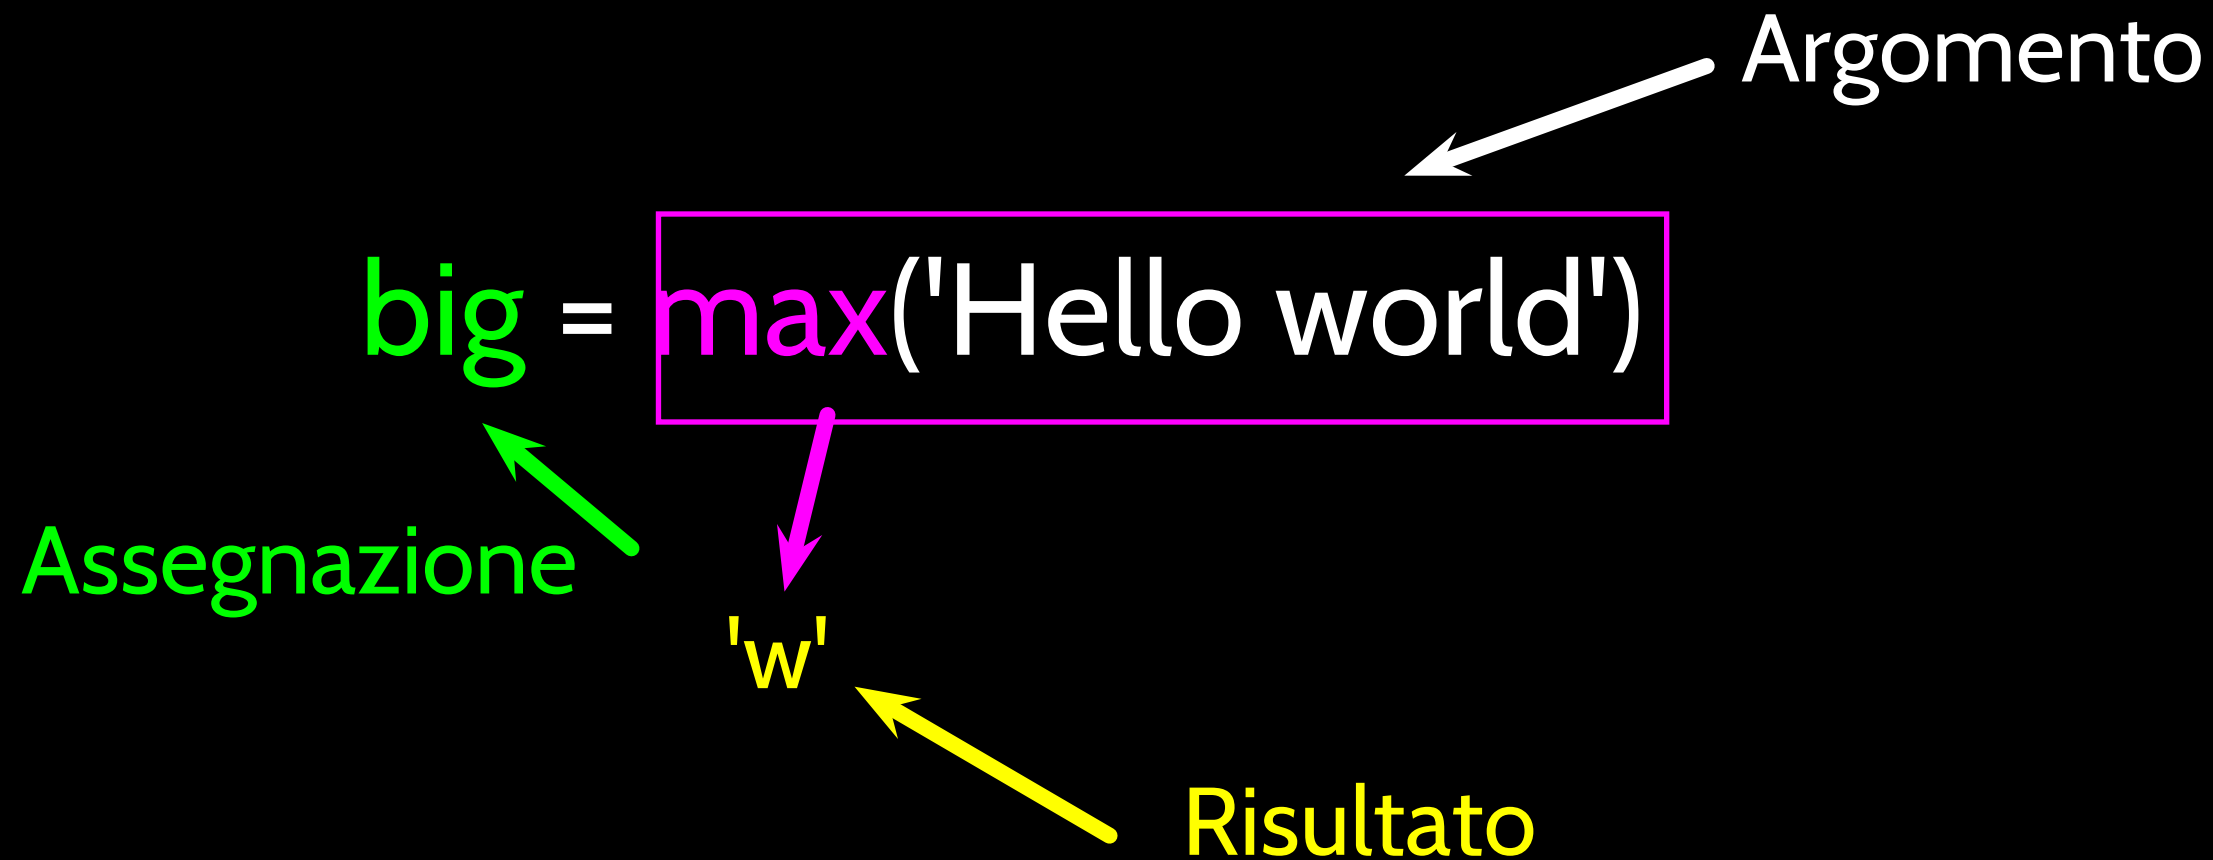 Argomento
big = max('Hello world')
Assegnazione
'w'
Risultato